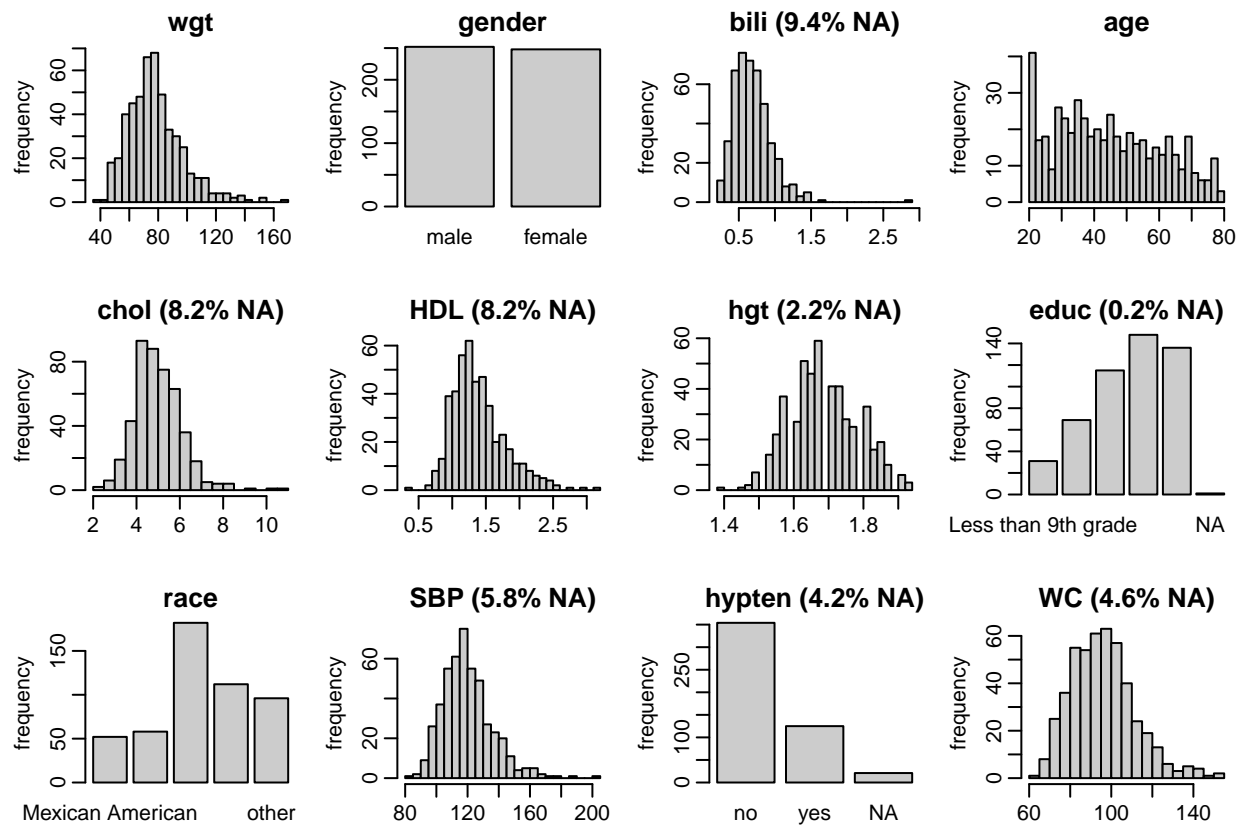 wgt
frequency
0 20 40 60
40 80 120 160
gender
frequency
0 100 200
male female
bili (9.4% NA)
frequency
0 20 60
0.5 1.5 2.5
age
frequency
0 10 30
20 40 60 80
chol (8.2% NA)
frequency
0 40 80
2 4 6 8 10
HDL (8.2% NA)
frequency
0 20 40 60
0.5 1.5 2.5
hgt (2.2% NA)
frequency
0 20 40 60
1.4 1.6 1.8
educ (0.2% NA)
frequency
0 40 80 140
Less than 9th grade NA
race
frequency
0 50 150
Mexican American other
SBP (5.8% NA)
frequency
0 20 60
80 120 160 200
hypten (4.2% NA)
frequency
0 100 250
no yes NA
WC (4.6% NA)
frequency
0 20 40 60
60 100 140